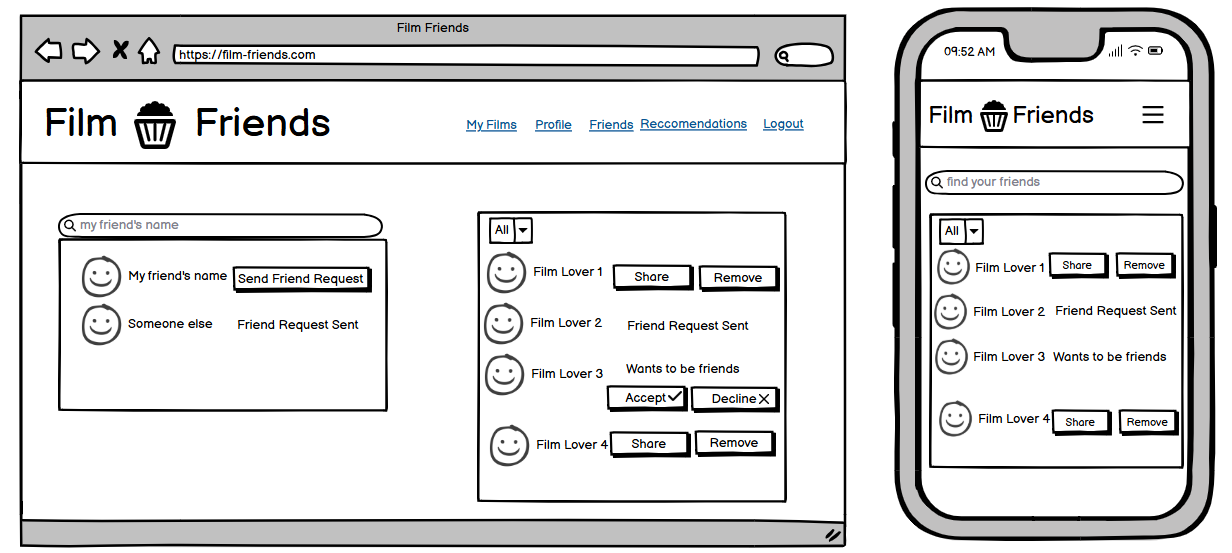 Film Friends
https://film-friends.com
Film Friends
My Films Profile Friends Reccomendations Logout
my friend's name
My friend's name Send Friend Request
Someone else Friend Request Sent
All
Film Lover 1 Share Remove
Film Lover 2 Friend Request Sent
Film Lover 3 Wants to be friends
Accept Decline
Film Lover 4 Share Remove
09:52 AM
Film Friends
find your friends
All
Film Lover 1 Share Remove
Film Lover 2 Friend Request Sent
Film Lover 3 Wants to be friends
Film Lover 4 Share Remove